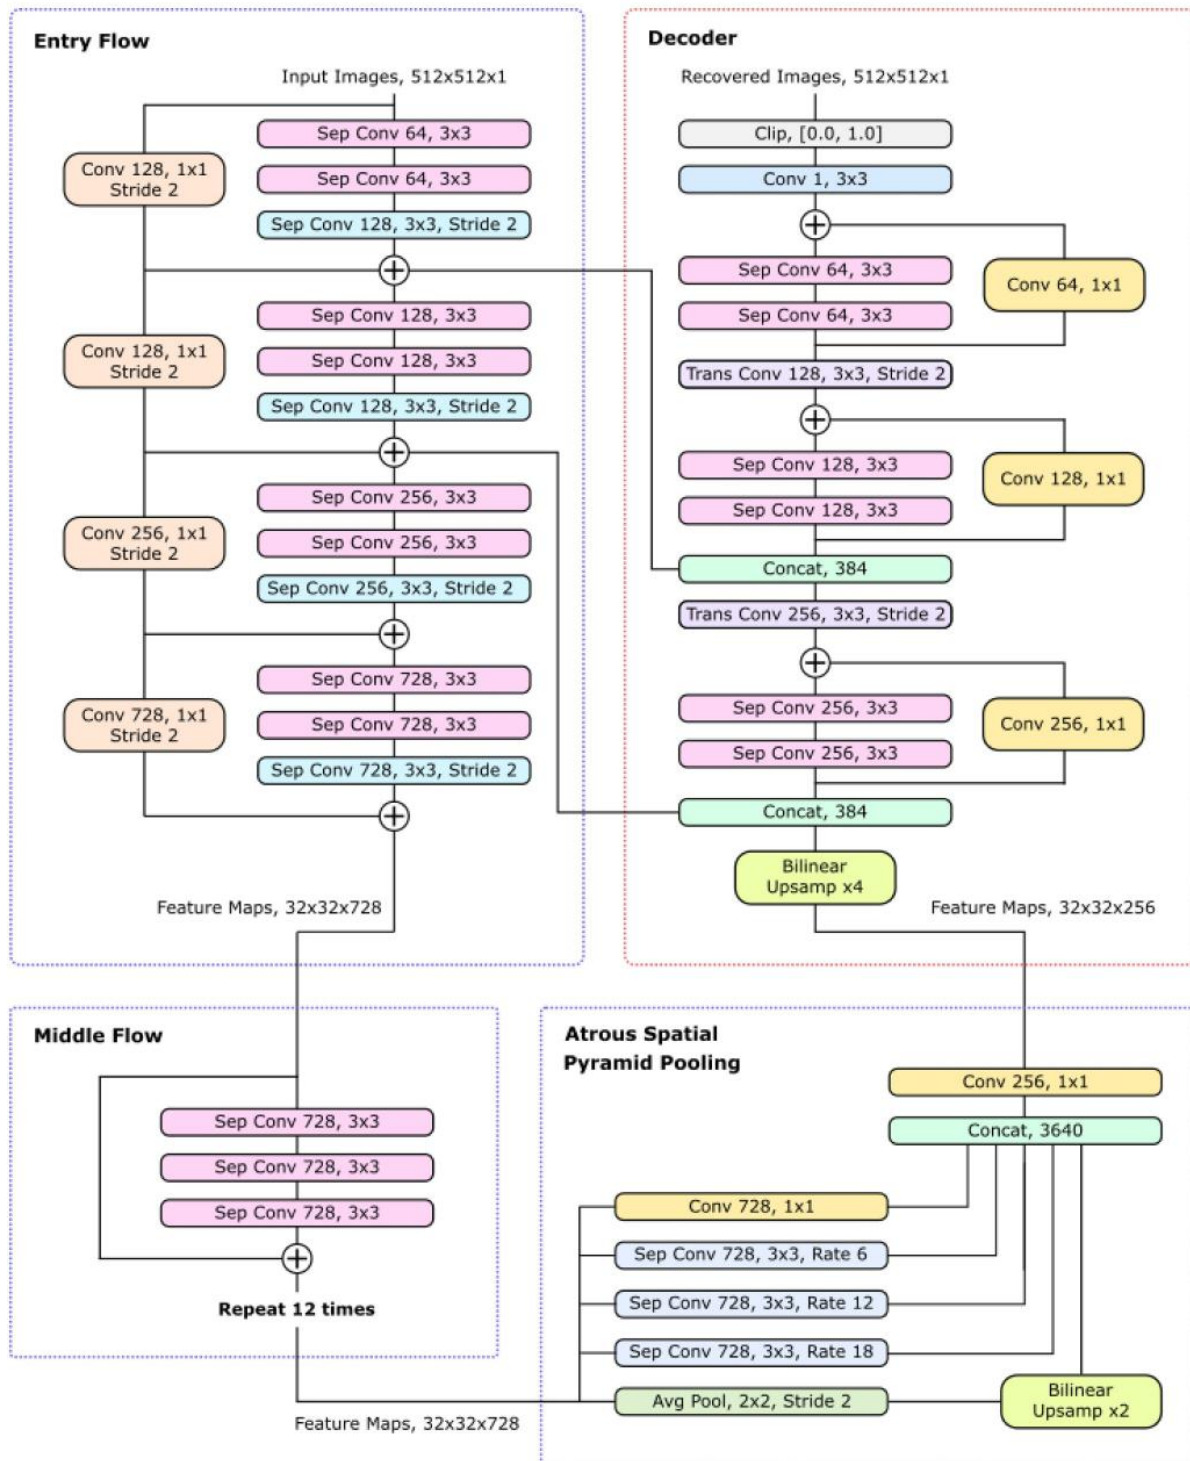 Entry Flow
Input Images, 512x512x1
Sep Conv 64, 3x3
Conv 128, 1x1
Stride 2
Sep Conv 64, 3x3
Sep Conv 128, 3x3, Stride 2
Sep Conv 128, 3x3
Conv 128, 1x1
Stride 2
Sep Conv 128, 3x3
Sep Conv 128, 3x3, Stride 2
Sep Conv 256, 3x3
Conv 256, 1x1
Stride 2
Sep Conv 256, 3x3
Sep Conv 256, 3x3, Stride 2
Sep Conv 728, 3x3
Conv 728, 1x1
Stride 2
Sep Conv 728, 3x3
Sep Conv 728, 3x3, Stride 2
Feature Maps, 32x32x728
Decoder
Recovered Images, 512x512x1
Clip, [0.0, 1.0]
Conv 1, 3x3
Sep Conv 64, 3x3
Conv 64, 1x1
Sep Conv 64, 3x3
Trans Conv 128, 3x3, Stride 2
Sep Conv 128, 3x3
Conv 128, 1x1
Sep Conv 128, 3x3
Concat, 384
Trans Conv 256, 3x3, Stride 2
Sep Conv 256, 3x3
Conv 256, 1x1
Sep Conv 256, 3x3
Concat, 384
Bilinear
Upsamp x4
Feature Maps, 32x32x256
Middle Flow
Sep Conv 728, 3x3
Sep Conv 728, 3x3
Sep Conv 728, 3x3
Repeat 12 times
Feature Maps, 32x32x728
Atrous Spatial
Pyramid Pooling
Conv 256, 1x1
Concat, 3640
Conv 728, 1x1
Sep Conv 728, 3x3, Rate 6
Sep Conv 728, 3x3, Rate 12
Sep Conv 728, 3x3, Rate 18
Avg Pool, 2x2, Stride 2
Bilinear
Upsamp x2